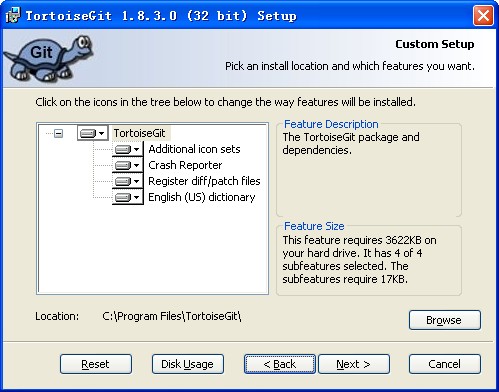 TortoiseGit 1.8.3.0 (32 bit) Setup
Git
Custom Setup
Pick an install location and which features you want.
Click on the icons in the tree below to change the way features will be installed.
TortoiseGit
Additional icon sets
Crash Reporter
Register diff/patch files
English (US) dictionary
Feature Description
The TortoiseGit package and
dependencies.
Feature Size
This feature requires 3622KB on
your hard drive. It has 4 of 4
subfeatures selected. The
subfeatures require 17KB.
Location: C:\Program Files\TortoiseGit\
Browse
Reset Disk Usage < Back Next > Cancel